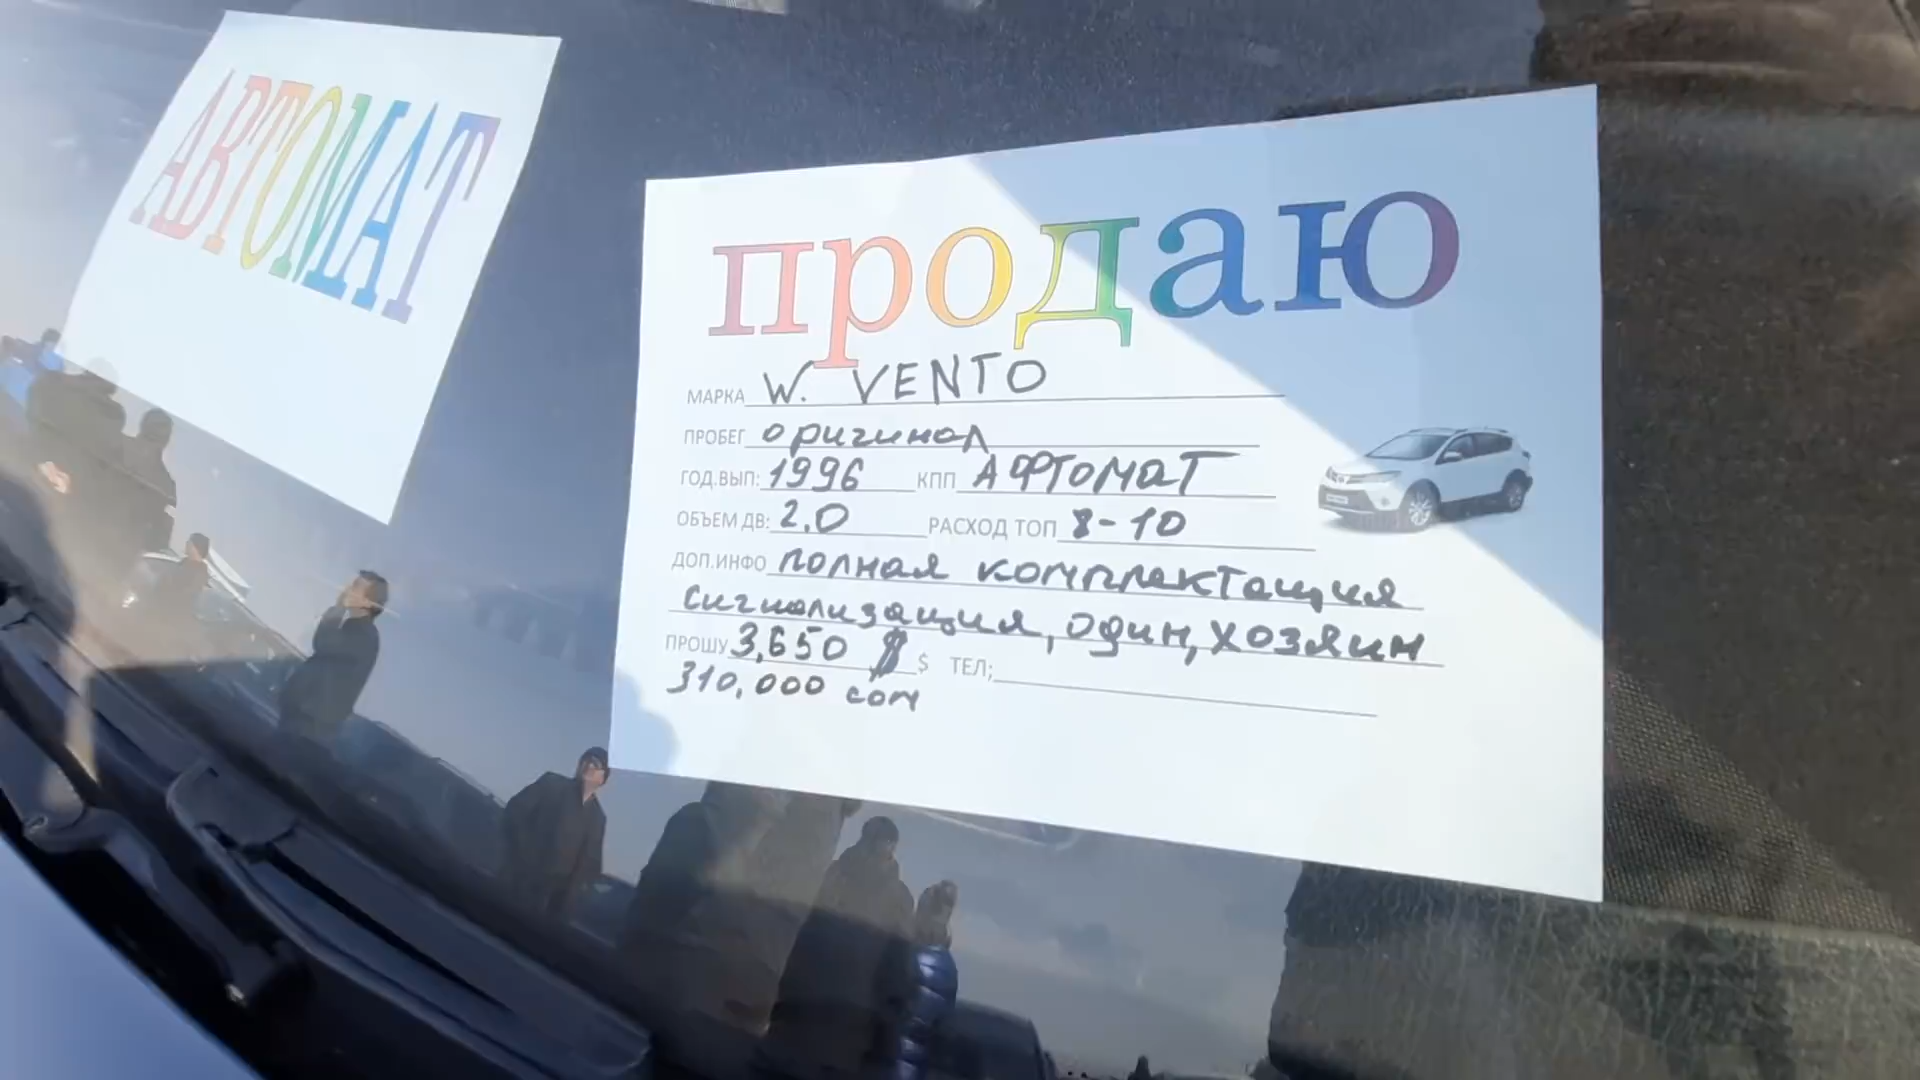 АВТОМАТ
продаю
МАРКА W. VENTO
ПРОБЕГ оригинал
ГОД.ВЫП: 1996 КПП АФТОМАТ
ОБЪЕМ ДВ: 2.0 РАСХОД ТОП 8-10
ДОП.ИНФО полная комплектация
сигнализация, один, хозяин
ПРОШУ 3,650 $ $ ТЕЛ;
310,000 сом